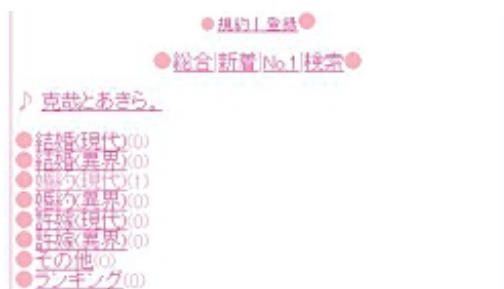 ●規約｜登録●
●総合|新着|No.1|検索●
♪ 克哉とあきら。
●結婚(現代)(0)
●結婚(異界)(0)
●婚約(現代)(1)
●婚約(異界)(0)
●許嫁(現代)(0)
●許嫁(異界)(0)
●その他(0)
●ランキング(0)